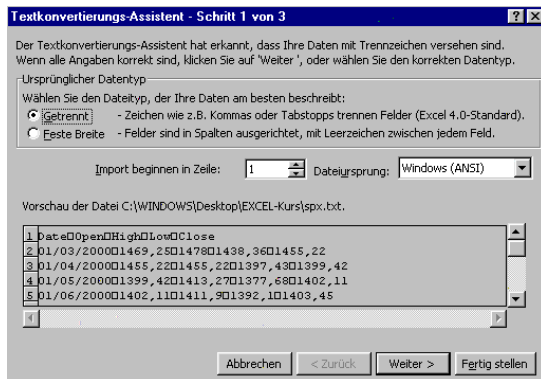 Textkonvertierungs-Assistent - Schritt 1 von 3
Der Textkonvertierungs-Assistent hat erkannt, dass Ihre Daten mit Trennzeichen versehen sind.
Wenn alle Angaben korrekt sind, klicken Sie auf 'Weiter ', oder wählen Sie den korrekten Datentyp.
Ursprünglicher Datentyp
Wählen Sie den Dateityp, der Ihre Daten am besten beschreibt:
Getrennt - Zeichen wie z.B. Kommas oder Tabstopps trennen Felder (Excel 4.0-Standard).
Feste Breite - Felder sind in Spalten ausgerichtet, mit Leerzeichen zwischen jedem Feld.
Import beginnen in Zeile: 1 Dateiursprung: Windows (ANSI)
Vorschau der Datei C:\WINDOWS\Desktop\EXCEL-Kurs\spx.txt.
1 Date□Open□High□Low□Close
2 01/03/2000□1469,25□1478□1438,36□1455,22
3 01/04/2000□1455,22□1455,22□1397,43□1399,42
4 01/05/2000□1399,42□1413,27□1377,68□1402,11
5 01/06/2000□1402,11□1411,9□1392,1□1403,45
Abbrechen < Zurück Weiter > Fertig stellen